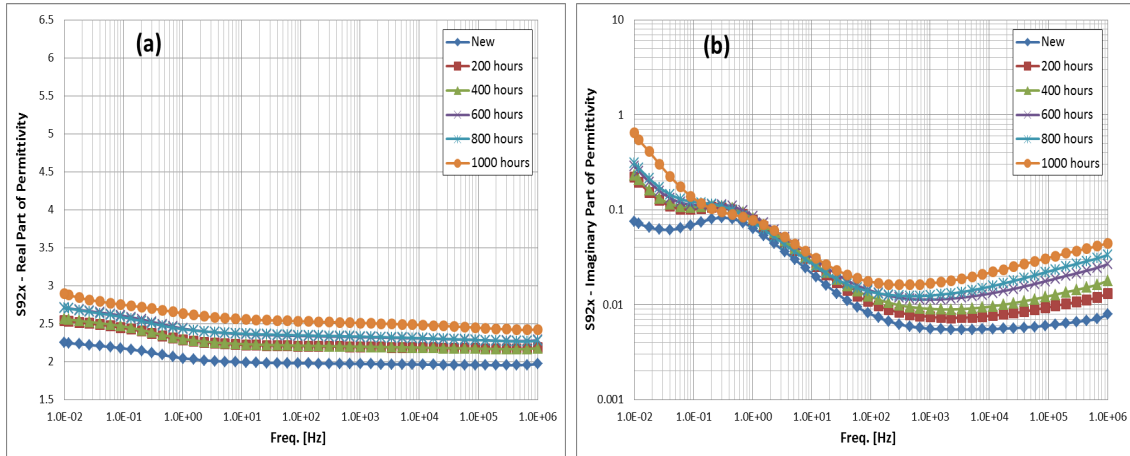 (a)
S92x - Real Part of Permittivity
6.5
6
5.5
5
4.5
4
3.5
3
2.5
2
1.5
1.0E-02 1.0E-01 1.0E+00 1.0E+01 1.0E+02 1.0E+03 1.0E+04 1.0E+05 1.0E+06
Freq. [Hz]
New
200 hours
400 hours
600 hours
800 hours
1000 hours
(b)
S92x - Imaginary Part of Permittivity
10
1
0.1
0.01
0.001
1.0E-02 1.0E-01 1.0E+00 1.0E+01 1.0E+02 1.0E+03 1.0E+04 1.0E+05 1.0E+06
Freq. [Hz]
New
200 hours
400 hours
600 hours
800 hours
1000 hours